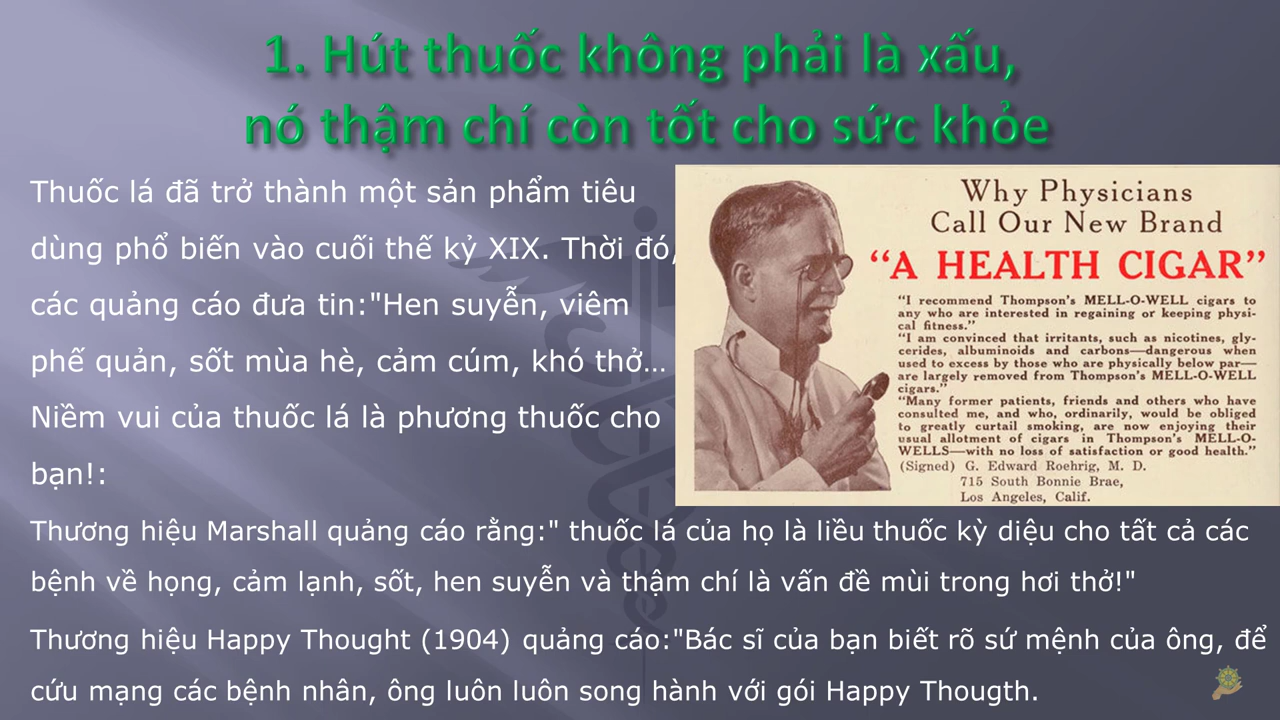 1. Hút thuốc không phải là xấu,
nó thậm chí còn tốt cho sức khỏe
Thuốc lá đã trở thành một sản phẩm tiêu
dùng phổ biến vào cuối thế kỷ XIX. Thời đó,
các quảng cáo đưa tin:"Hen suyễn, viêm
phế quản, sốt mùa hè, cảm cúm, khó thở…
Niềm vui của thuốc lá là phương thuốc cho
bạn!:
Why Physicians
Call Our New Brand
“A HEALTH CIGAR”
“I recommend Thompson's MELL-O-WELL cigars to
any who are interested in regaining or keeping physi-
cal fitness.”
“I am convinced that irritants, such as nicotines, gly-
cerides, albuminoids and carbons—dangerous when
used to excess by those who are physically below par—
are largely removed from Thompson's MELL-O-WELL
cigars.”
“Many former patients, friends and others who have
consulted me, and who, ordinarily, would be obliged
to greatly curtail smoking, are now enjoying their
usual allotment of cigars in Thompson's MELL-O-
WELLS—with no loss of satisfaction or good health.”
(Signed) G. Edward Roehrig, M. D.
715 South Bonnie Brae,
Los Angeles, Calif.
Thương hiệu Marshall quảng cáo rằng:" thuốc lá của họ là liều thuốc kỳ diệu cho tất cả các
bệnh về họng, cảm lạnh, sốt, hen suyễn và thậm chí là vấn đề mùi trong hơi thở!"
Thương hiệu Happy Thought (1904) quảng cáo:"Bác sĩ của bạn biết rõ sứ mệnh của ông, để
cứu mạng các bệnh nhân, ông luôn luôn song hành với gói Happy Thougth.